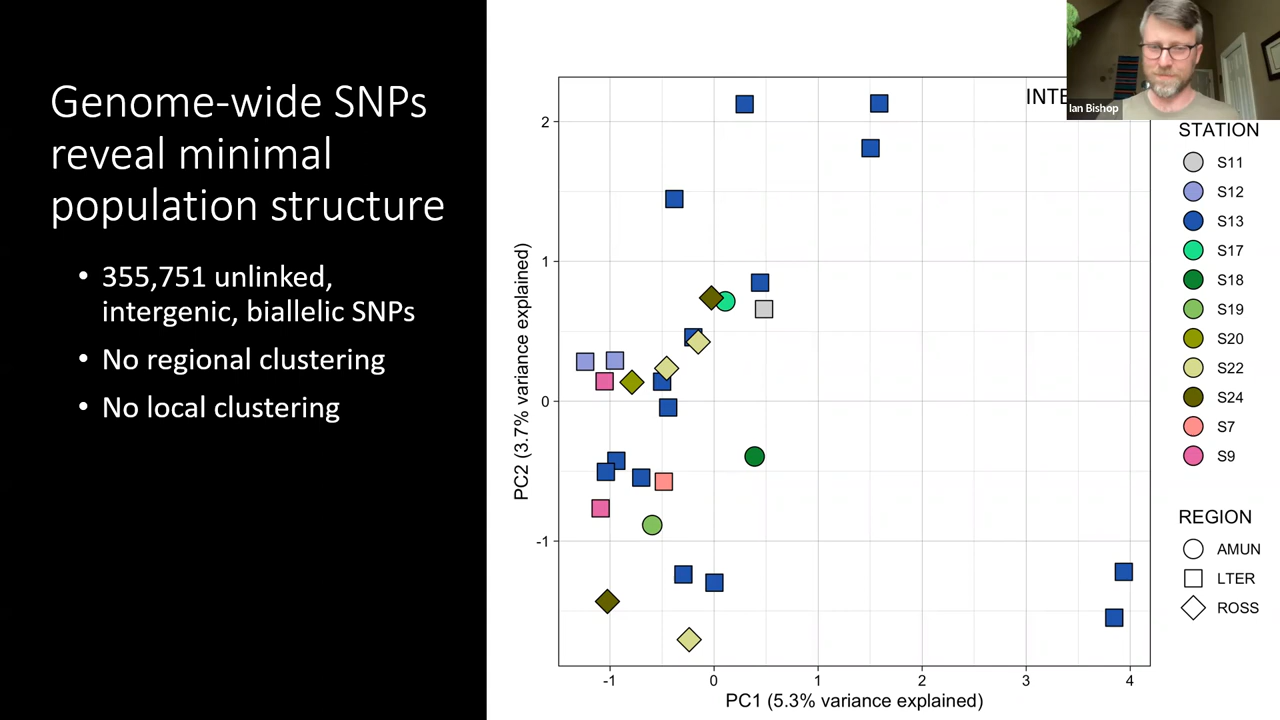 Genome-wide SNPs
reveal minimal
population structure
• 355,751 unlinked,
intergenic, biallelic SNPs
• No regional clustering
• No local clustering
PC2 (3.7% variance explained)
2
1
0
-1
-1
0
1
2
3
4
PC1 (5.3% variance explained)
Ian Bishop
STATION
S11
S12
S13
S17
S18
S19
S20
S22
S24
S7
S9
REGION
AMUN
LTER
ROSS